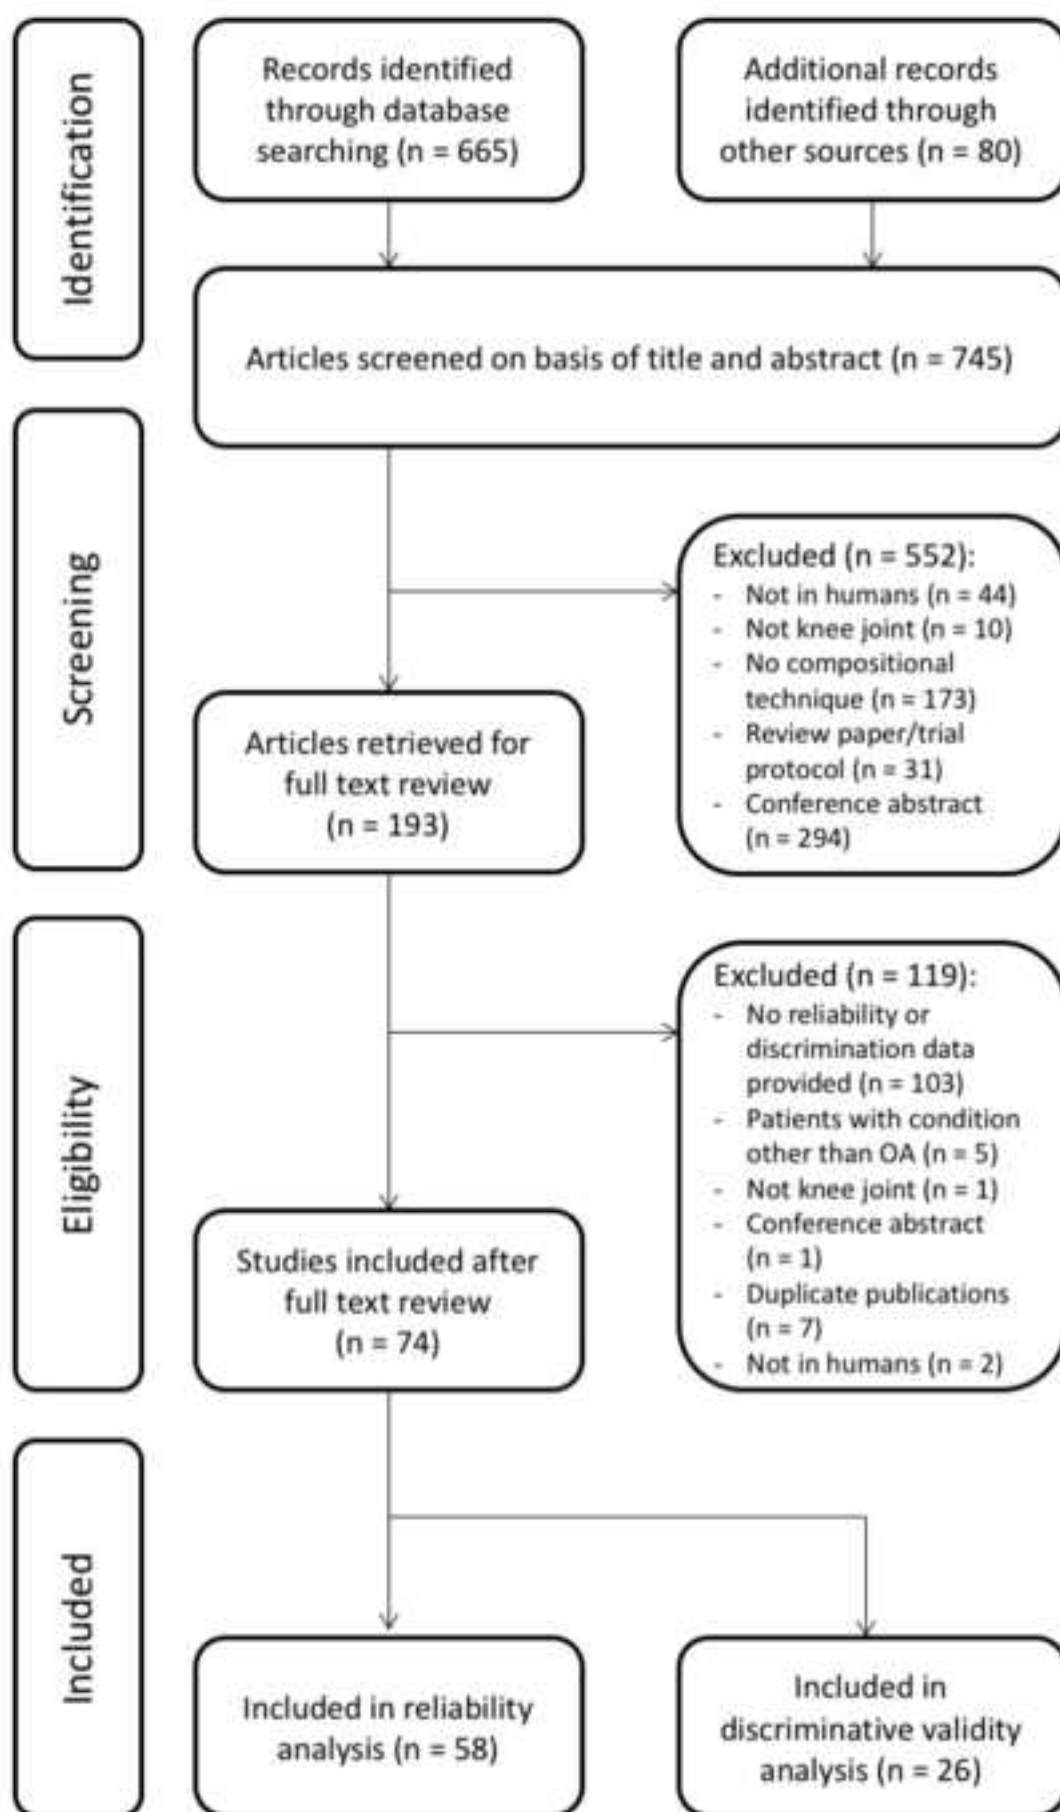 Identification
Records identified
through database
searching (n = 665)
Additional records
identified through
other sources (n = 80)
Articles screened on basis of title and abstract (n = 745)
Screening
Excluded (n = 552):
- Not in humans (n = 44)
- Not knee joint (n = 10)
- No compositional
technique (n = 173)
- Review paper/trial
protocol (n = 31)
- Conference abstract
(n = 294)
Articles retrieved for
full text review
(n = 193)
Eligibility
Excluded (n = 119):
- No reliability or
discrimination data
provided (n = 103)
- Patients with condition
other than OA (n = 5)
- Not knee joint (n = 1)
- Conference abstract
(n = 1)
- Duplicate publications
(n = 7)
- Not in humans (n = 2)
Studies included after
full text review
(n = 74)
Included
Included in reliability
analysis (n = 58)
Included in
discriminative validity
analysis (n = 26)